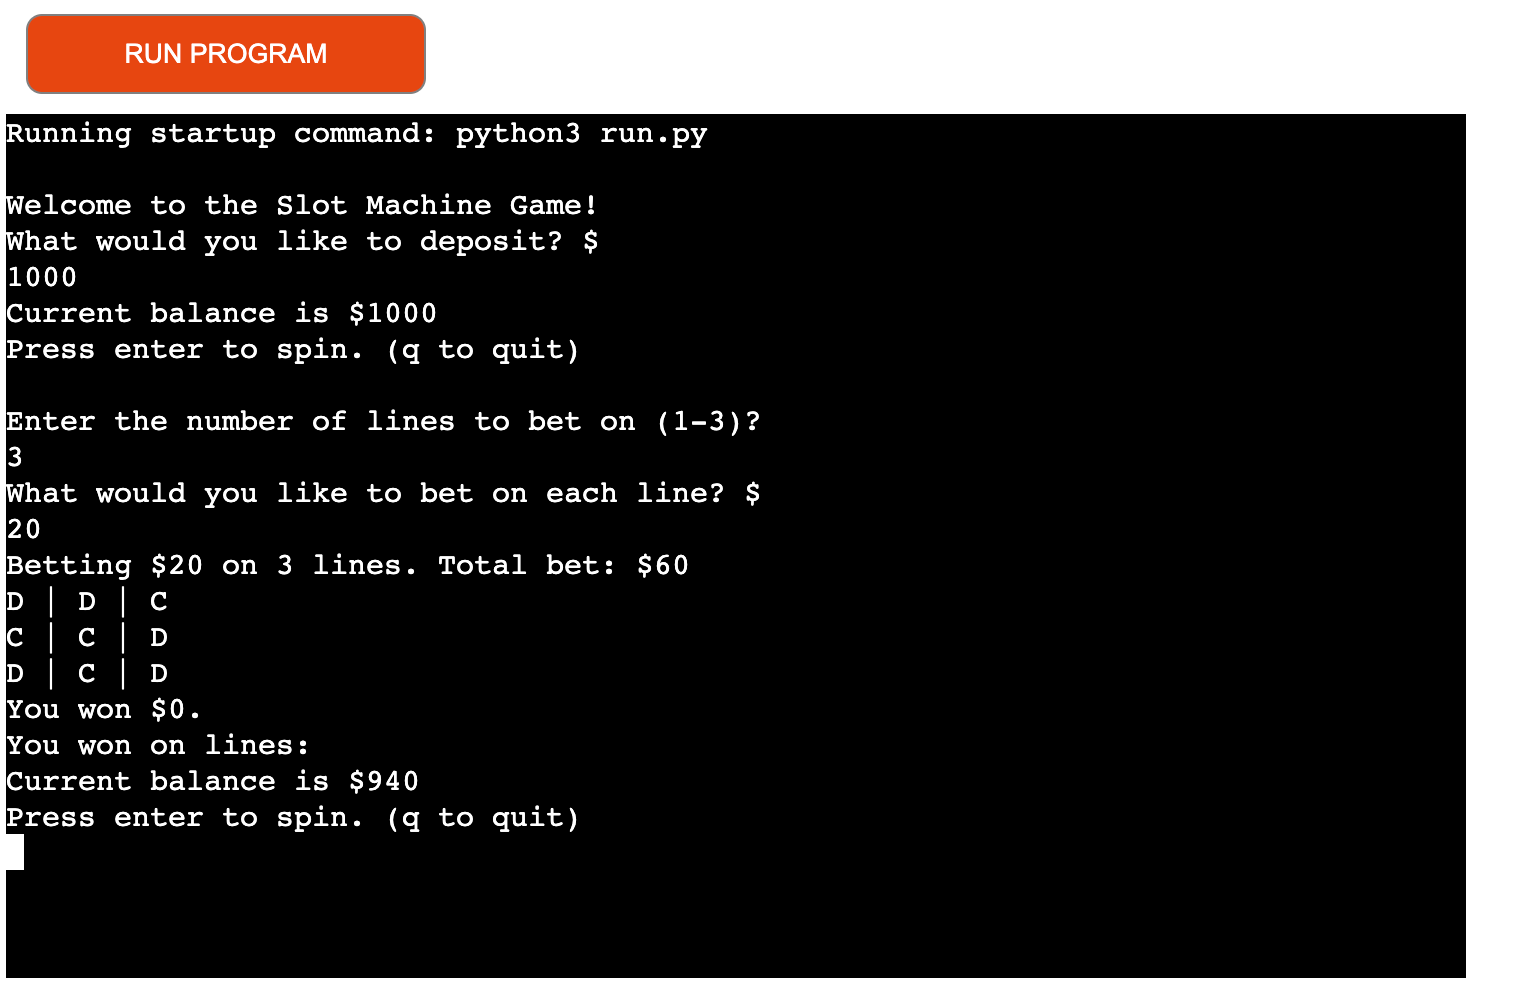 RUN PROGRAM
Running startup command: python3 run.py
Welcome to the Slot Machine Game!
What would you like to deposit? $
1000
Current balance is $1000
Press enter to spin. (q to quit)
Enter the number of lines to bet on (1-3)?
3
What would you like to bet on each line? $
20
Betting $20 on 3 lines. Total bet: $60
D | D | C
C | C | D
D | C | D
You won $0.
You won on lines:
Current balance is $940
Press enter to spin. (q to quit)